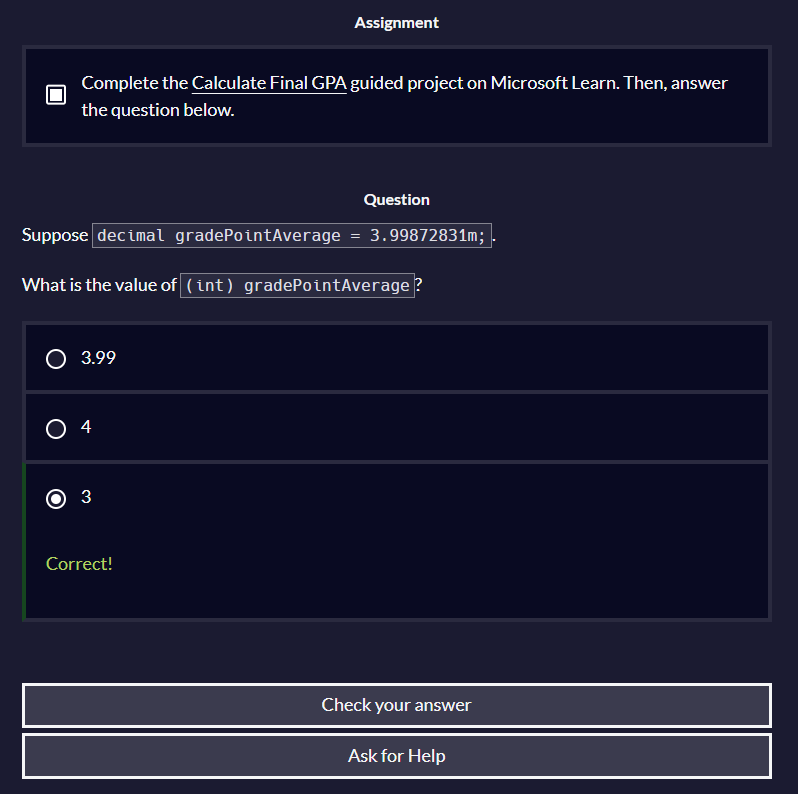 Assignment
Complete the Calculate Final GPA guided project on Microsoft Learn. Then, answer
the question below.
Question
Suppose decimal gradePointAverage = 3.99872831m;.
What is the value of (int) gradePointAverage?
3.99
4
3
Correct!
Check your answer
Ask for Help